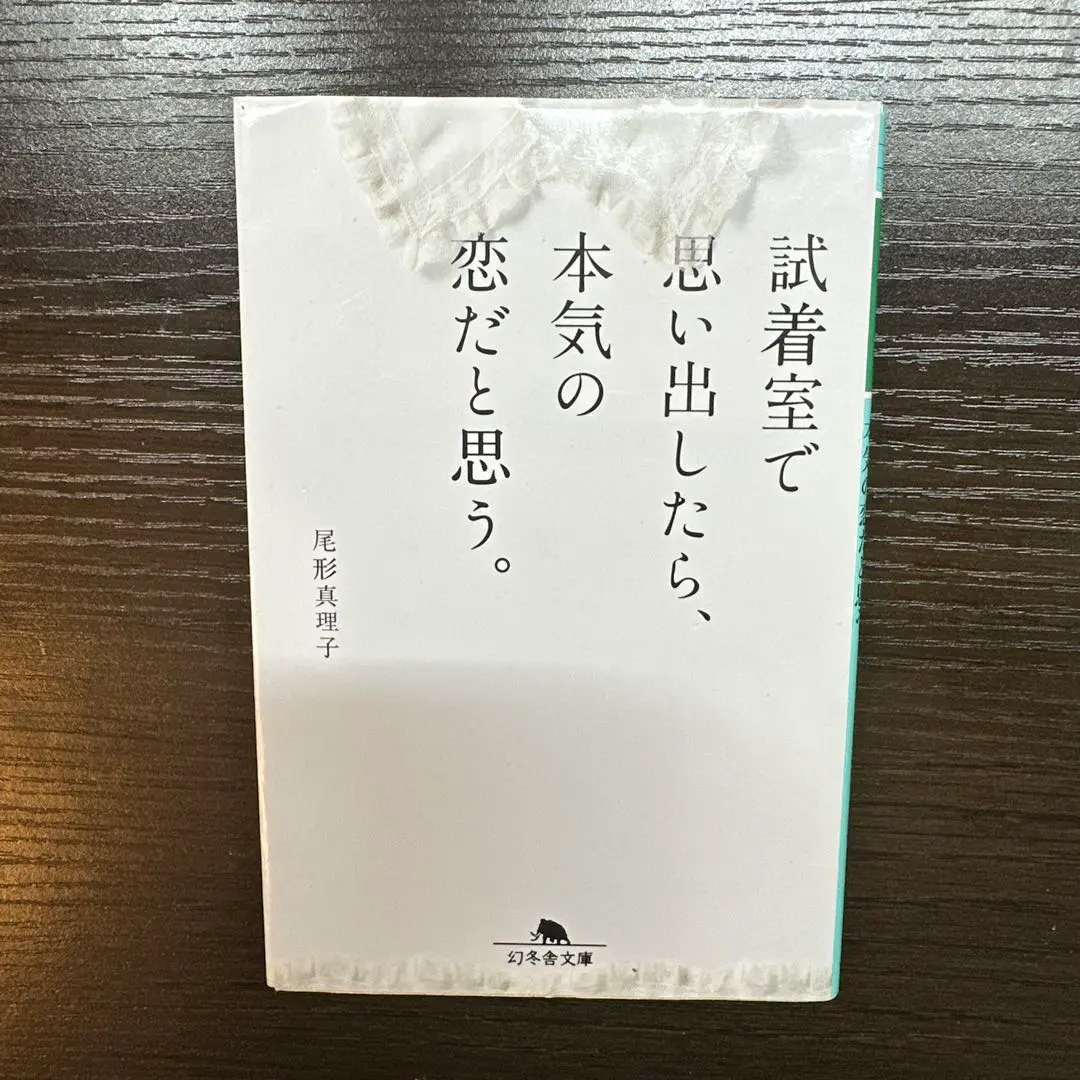 試着室で
思い出したら、
本気の
恋だと思う。
尾形真理子
幻冬舎文庫